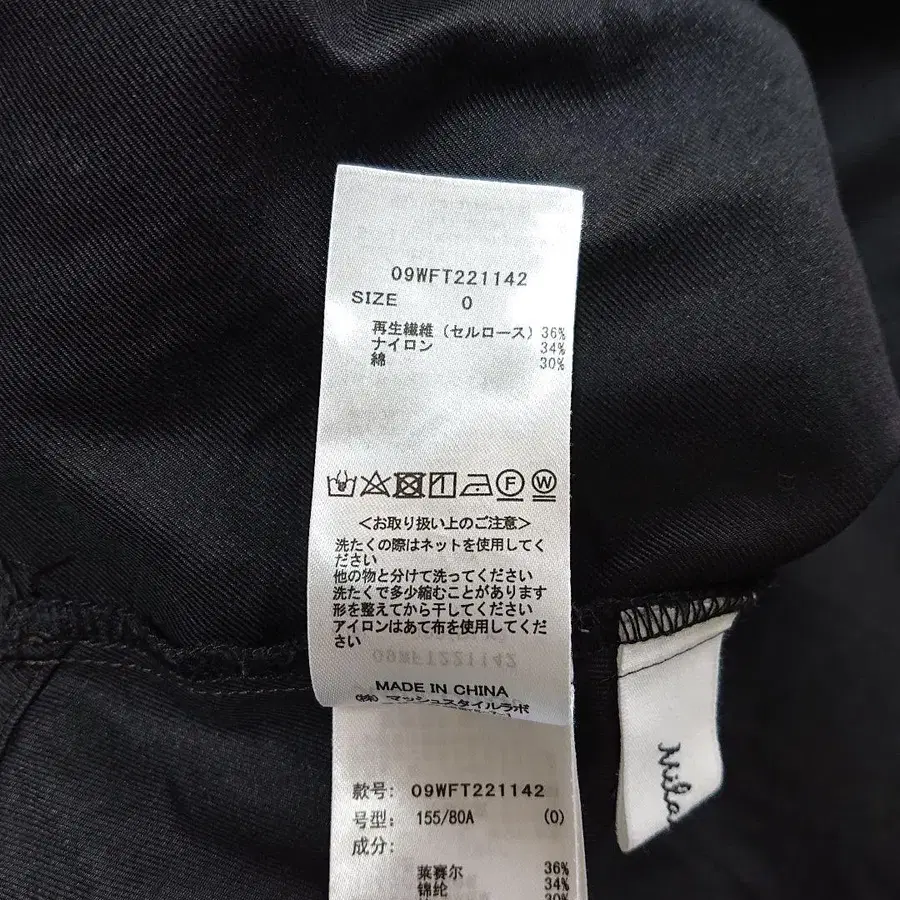 09WFT221142
SIZE 0
再生繊維（セルロース）36%
ナイロン 34%
綿 30%
F W
＜お取り扱い上のご注意＞
洗たくの際はネットを使用してく
ださい
他の物と分けて洗ってください
洗たくで多少縮むことがあります
形を整えてから干してください
アイロンはあて布を使用してくだ
さい
MADE IN CHINA
(株) マッシュスタイルラボ
款号: 09WFT221142
号型: 155/80A (0)
成分:
莱赛尔 36%
锦纶 34%
30%
Mila